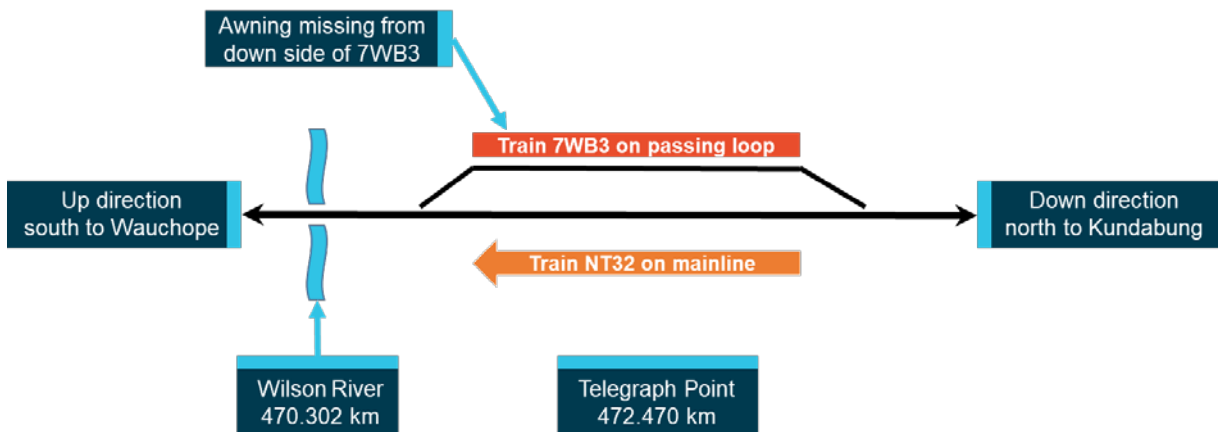 Awning missing from
down side of 7WB3
Train 7WB3 on passing loop
Up direction
south to Wauchope
Down direction
north to Kundabung
Train NT32 on mainline
Wilson River
470.302 km
Telegraph Point
472.470 km